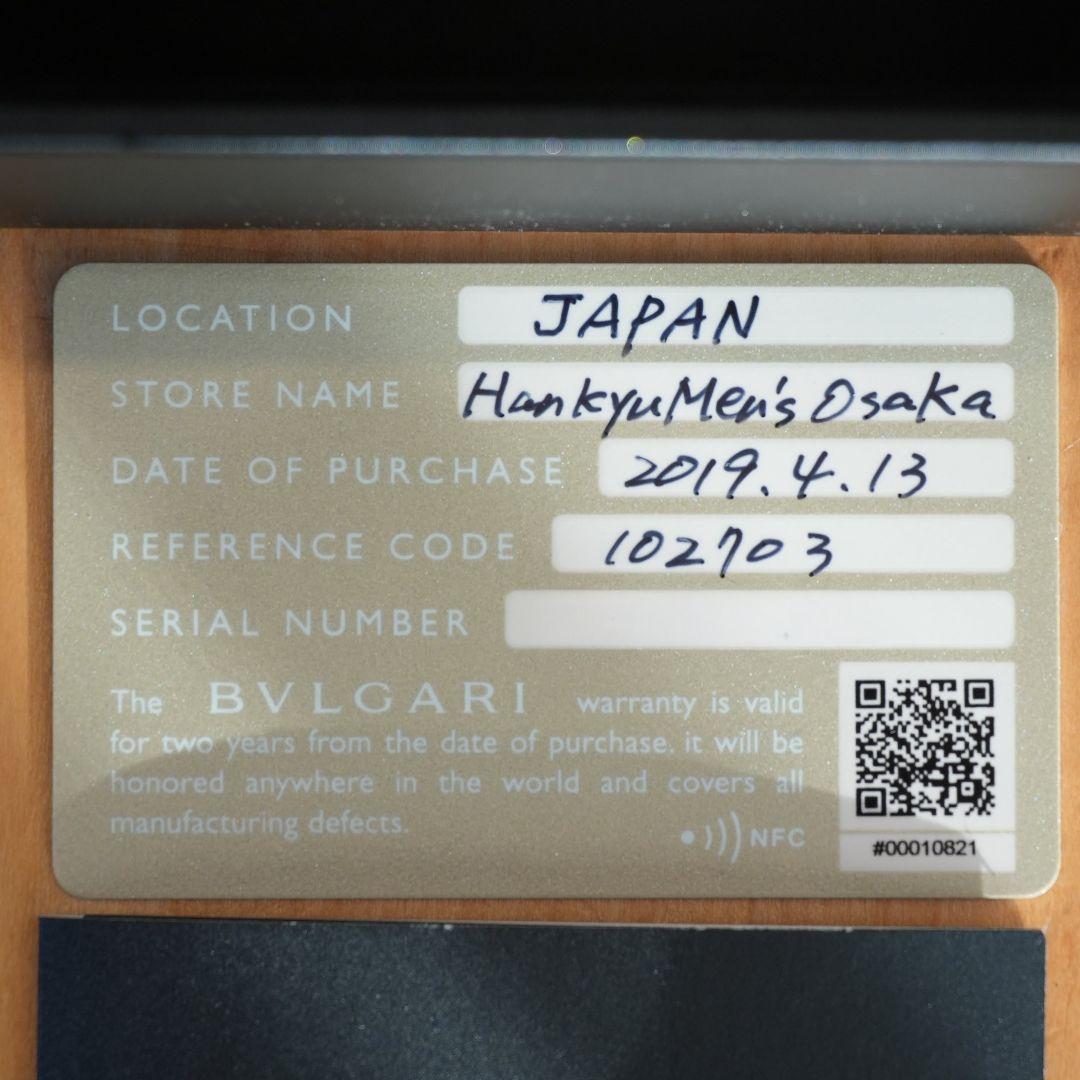 LOCATION JAPAN
STORE NAME Hankyu Men's Osaka
DATE OF PURCHASE 2019.4.13
REFERENCE CODE 102703
SERIAL NUMBER
The BVLGARI warranty is valid
for two years from the date of purchase. it will be
honored anywhere in the world and covers all
manufacturing defects.
NFC
#00010821